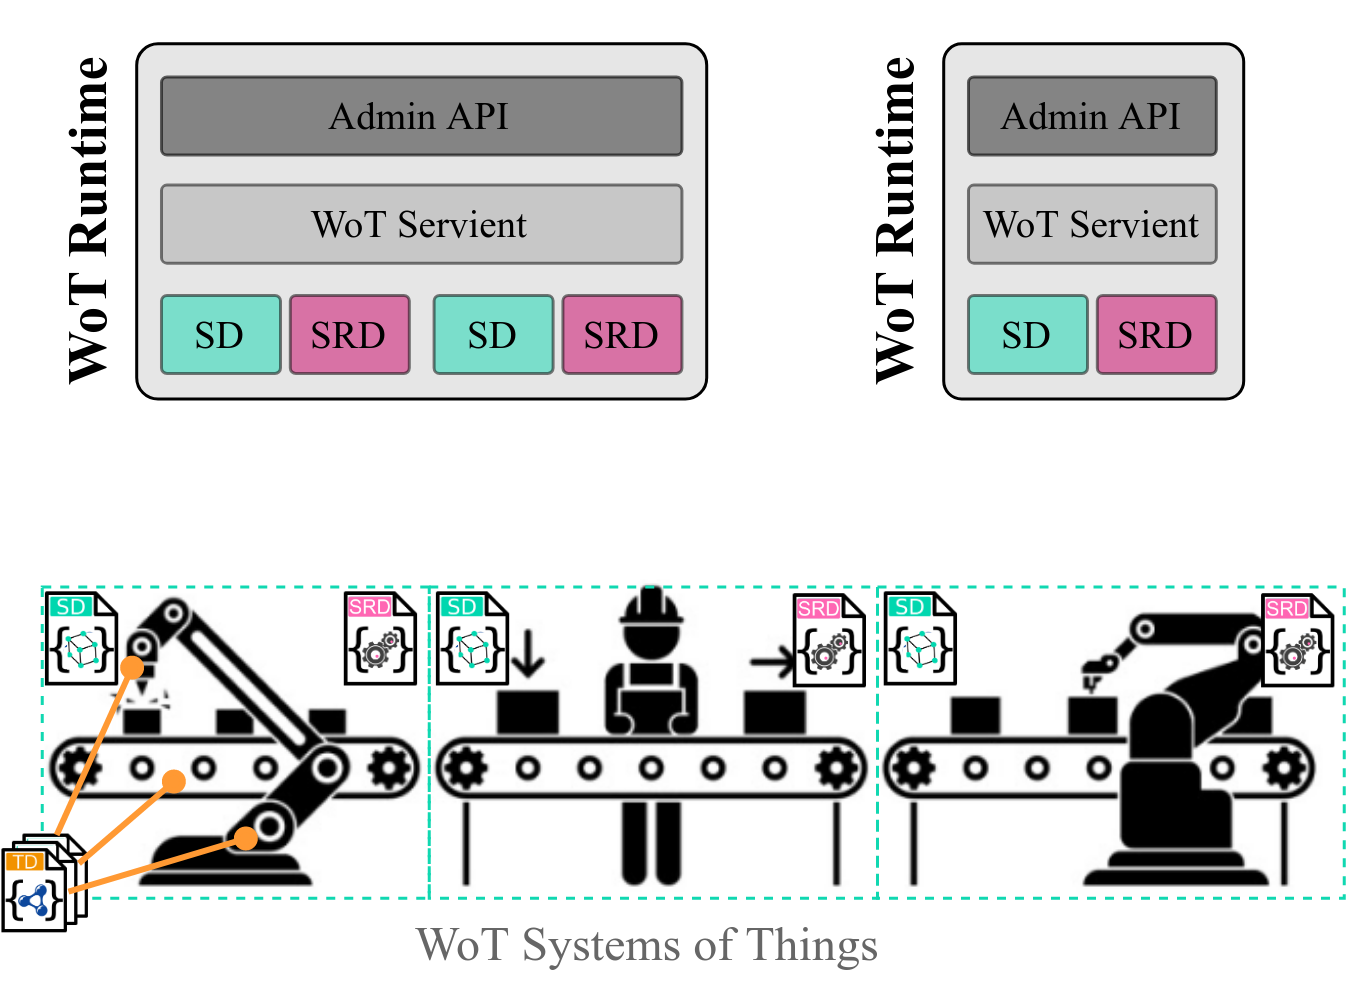 WoT Runtime
Admin API
WoT Servient
SD SRD SD SRD
WoT Runtime
Admin API
WoT Servient
SD SRD
SD
SRD
SD
SRD
SD
SRD
TD
WoT Systems of Things